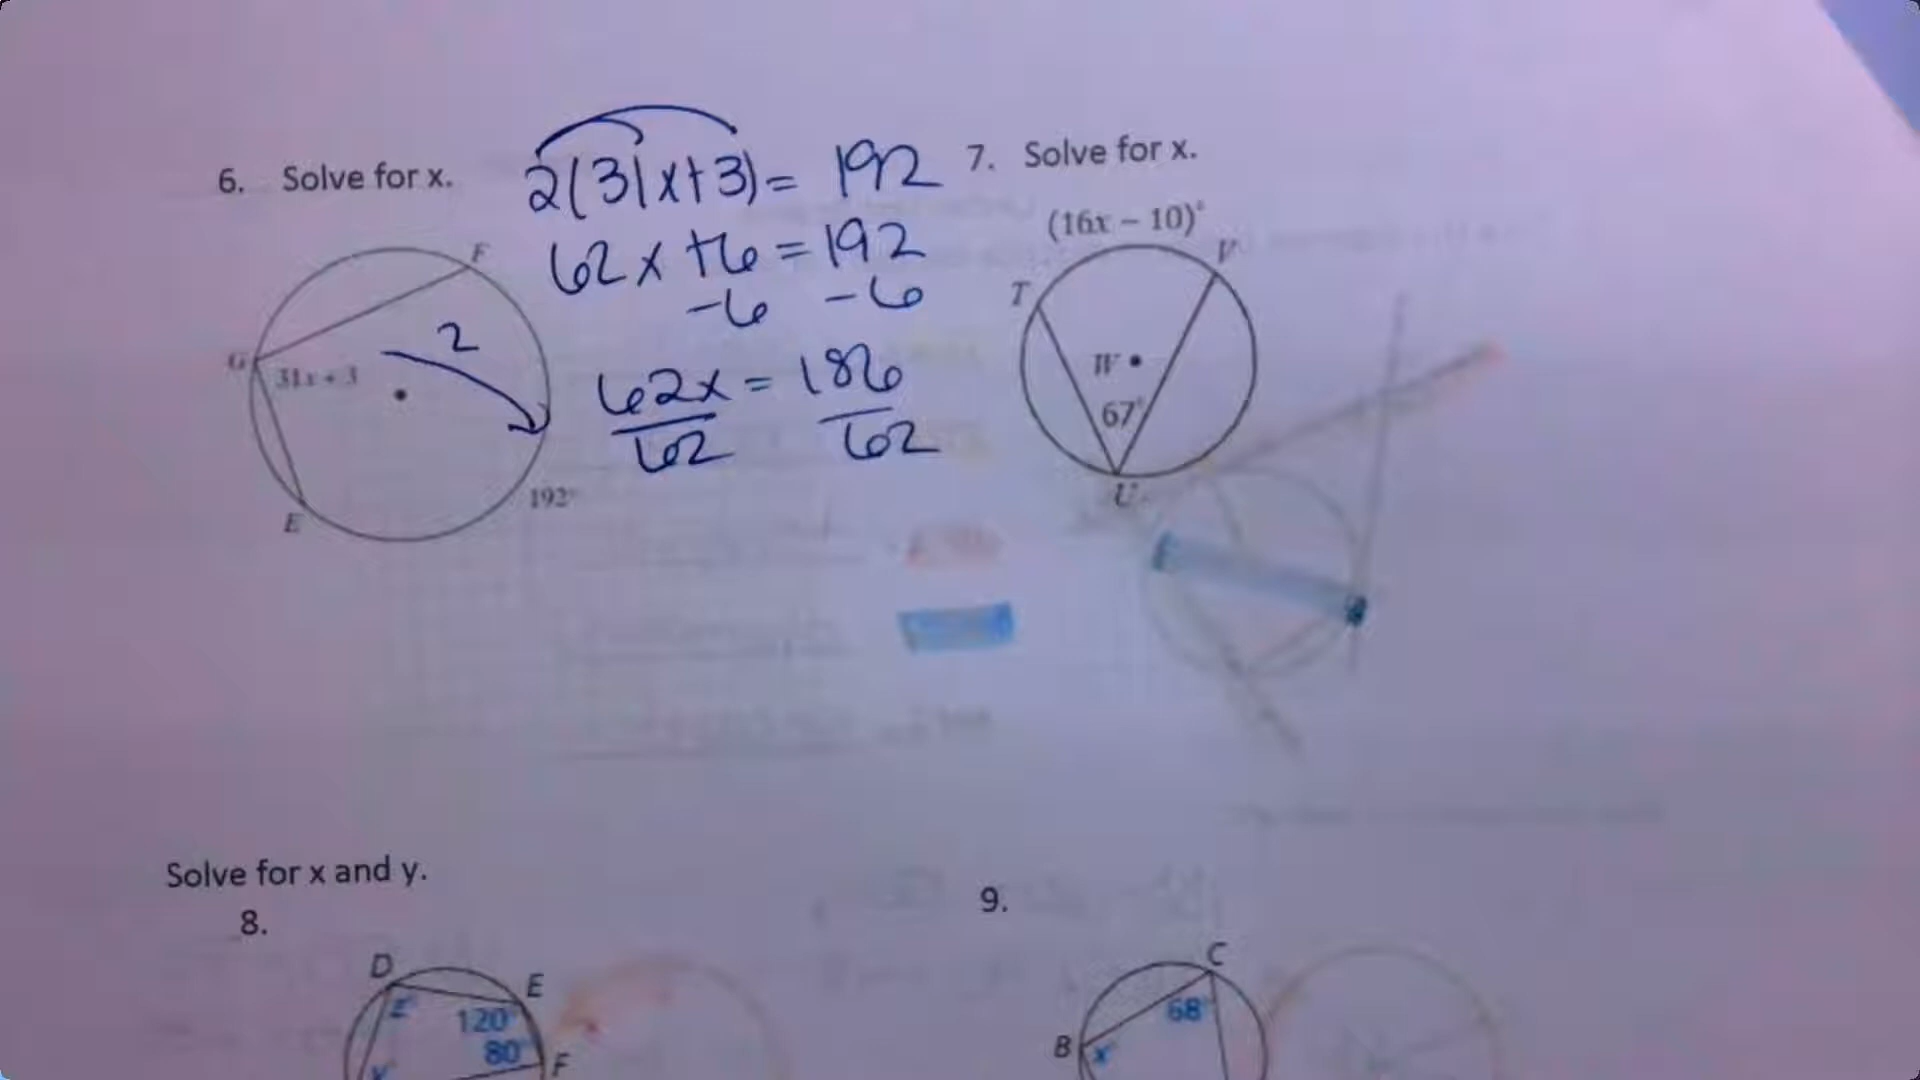 6. Solve for x.
2(31x+3) = 192
62x +6 = 192
-6 -6
62x = 186
62 62
F
G
31x + 3
2
E
192°
7. Solve for x.
(16x − 10)°
V
T
W
67°
U
Solve for x and y.
8.
D
E
z°
120°
80°
F
9.
C
68°
B
x°